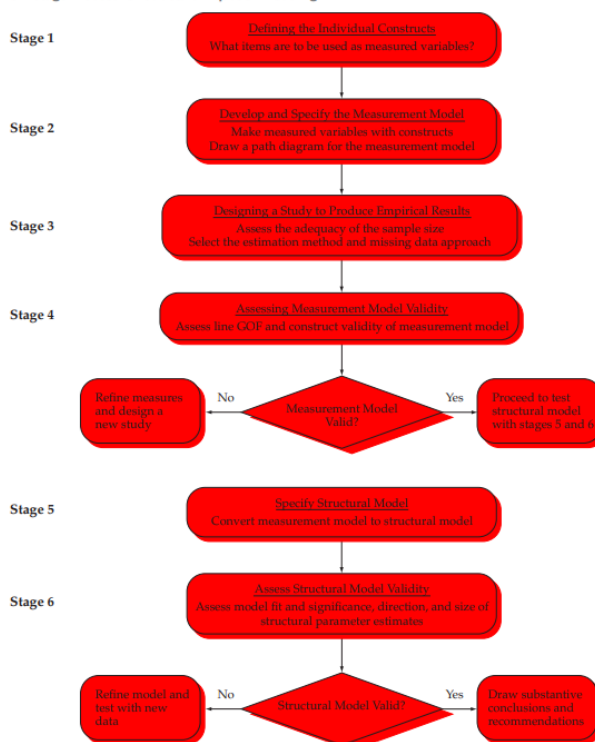 Stage 1
Defining the Individual Constructs
What items are to be used as measured variables?
Stage 2
Develop and Specify the Measurement Model
Make measured variables with constructs
Draw a path diagram for the measurement model
Stage 3
Designing a Study to Produce Empirical Results
Assess the adequacy of the sample size
Select the estimation method and missing data approach
Stage 4
Assessing Measurement Model Validity
Assess line GOF and construct validity of measurement model
Refine measures
and design a
new study
No
Measurement Model
Valid?
Yes
Proceed to test
structural model
with stages 5 and 6
Stage 5
Specify Structural Model
Convert measurement model to structural model
Stage 6
Assess Structural Model Validity
Assess model fit and significance, direction, and size of
structural parameter estimates
Refine model and
test with new
data
No
Structural Model Valid?
Yes
Draw substantive
conclusions and
recommendations